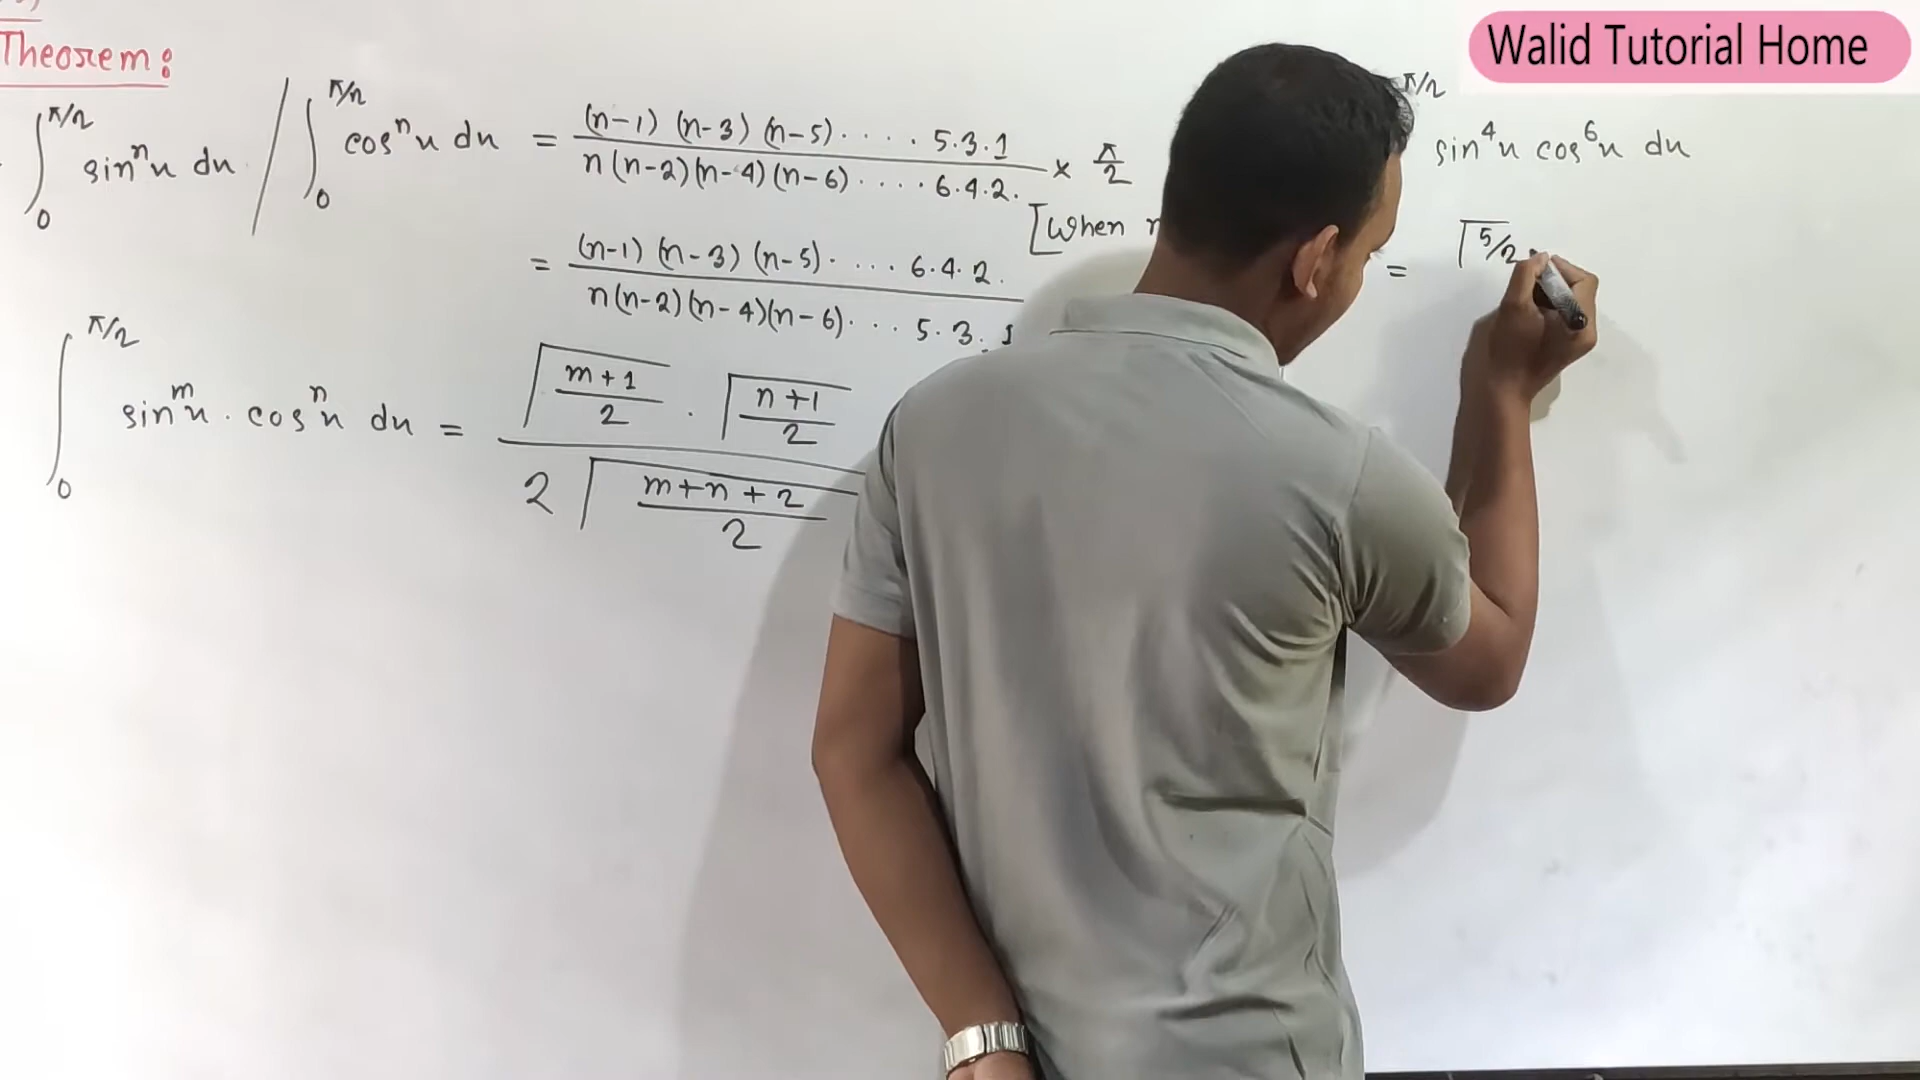 Walid Tutorial Home
Theorem:
∫₀^{π/2} sinⁿx dx / ∫₀^{π/2} cosⁿx dx = (n-1) (n-3) (n-5) . . . . . 5.3.1 / n(n-2)(n-4)(n-6) . . . . . 6.4.2. × π/2
[When
= (n-1) (n-3) (n-5) . . . . . 6.4.2. / n(n-2)(n-4)(n-6) . . . 5.3.1
∫₀^{π/2} sin^m x . cosⁿx dx = Γ((m+1)/2) . Γ((n+1)/2) / 2 Γ((m+n+2)/2)
π/2
sin⁴x cos⁶x dx
= Γ5/2